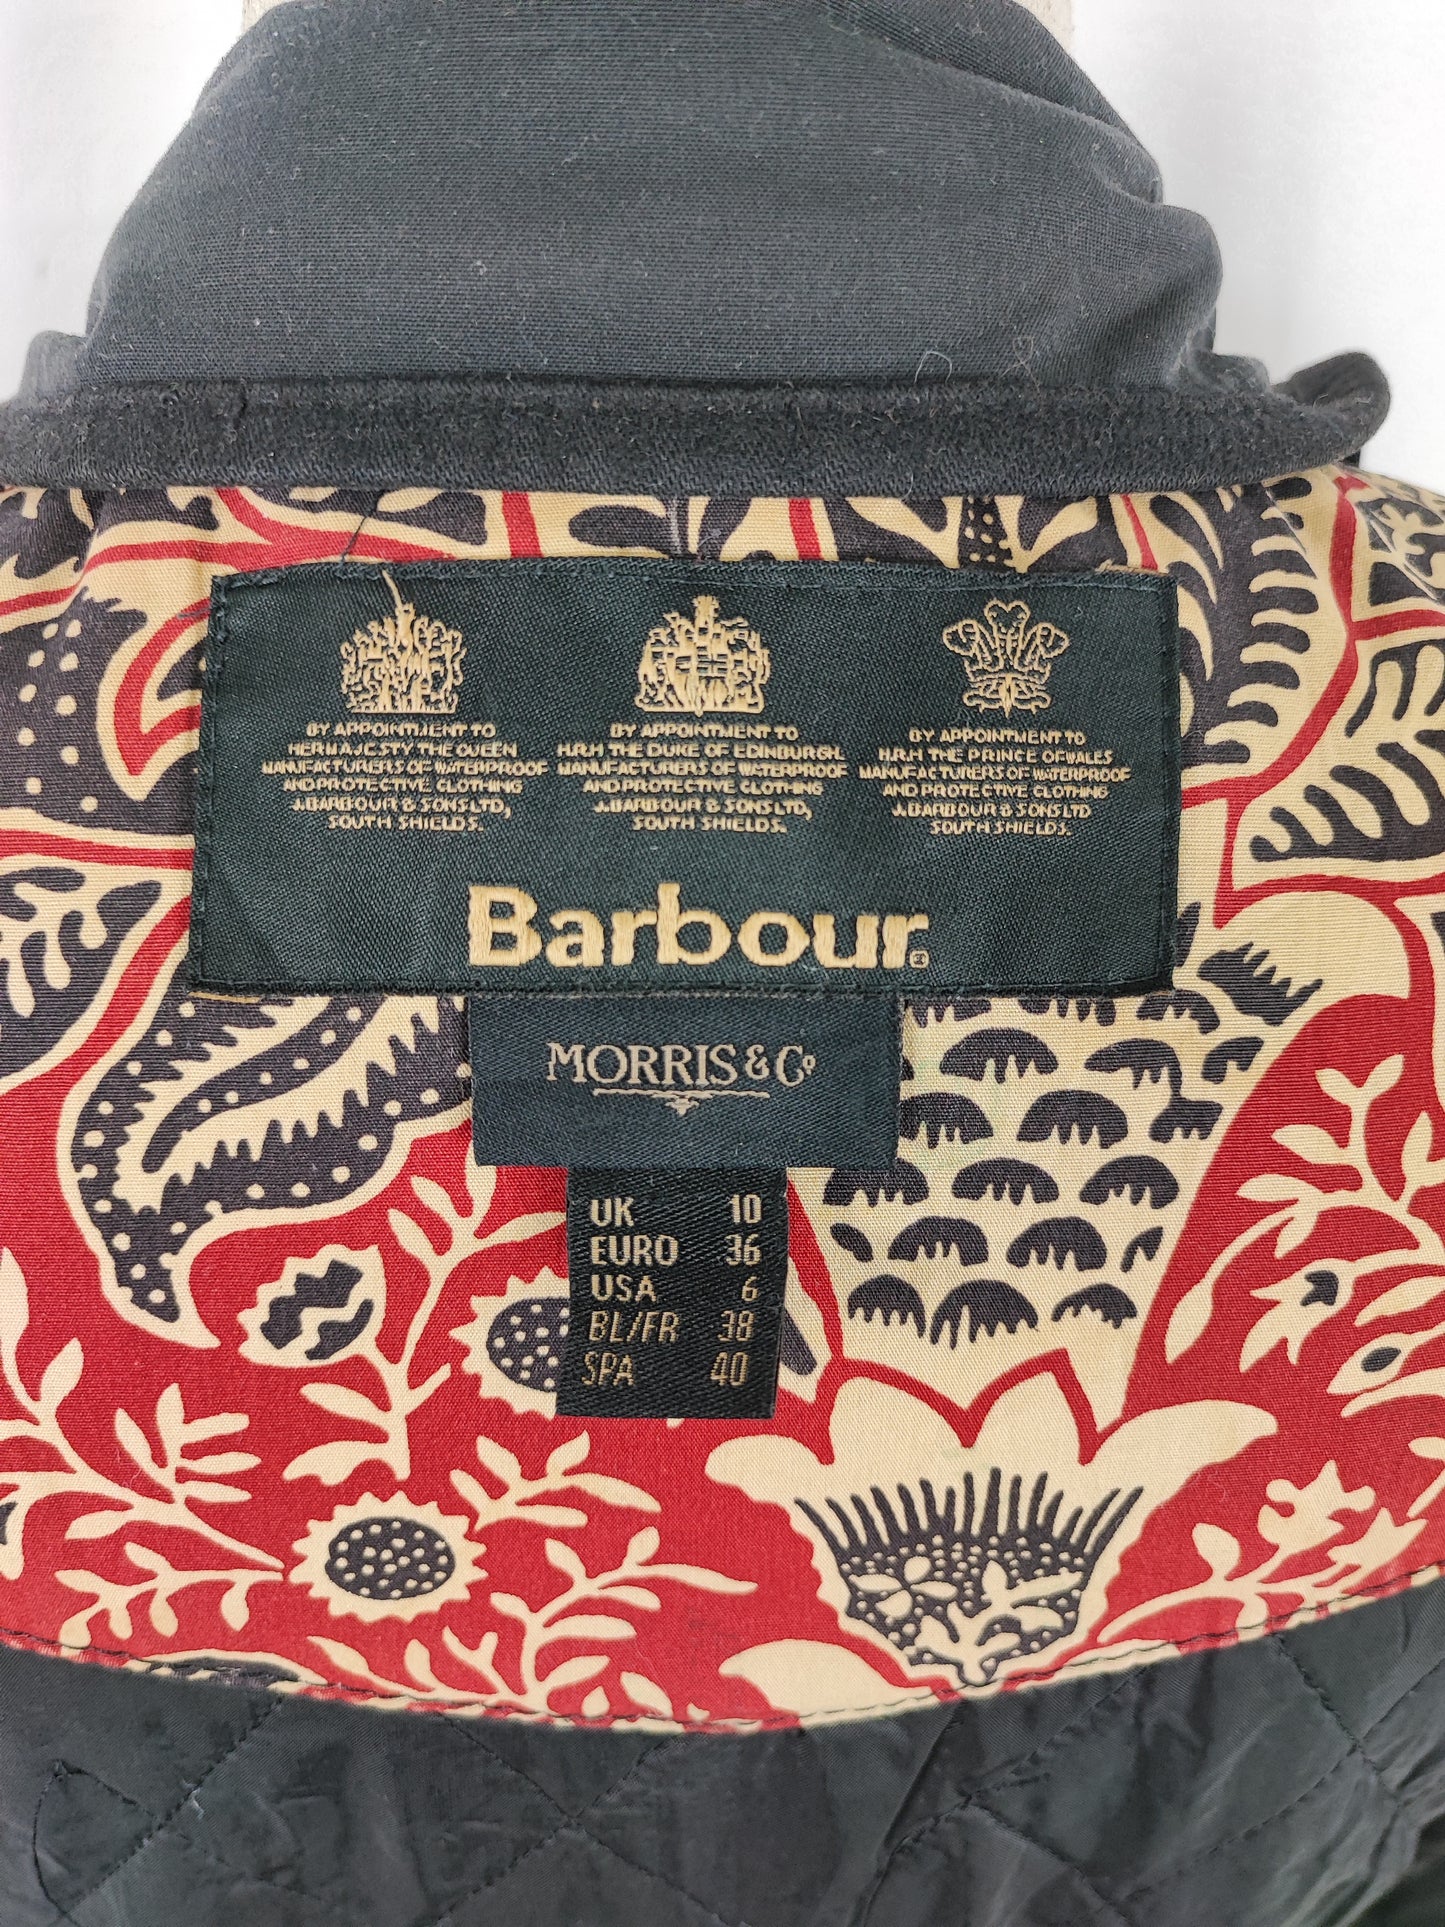 BY APPOINTMENT TO
HER MAJESTY THE QUEEN
MANUFACTURERS OF WATERPROOF
AND PROTECTIVE CLOTHING
J.BARBOUR & SONS LTD,
SOUTH SHIELDS.
BY APPOINTMENT TO
H.R.H THE DUKE OF EDINBURGH.
MANUFACTURERS OF WATERPROOF
AND PROTECTIVE CLOTHING
J.BARBOUR & SONS LTD,
SOUTH SHIELDS.
BY APPOINTMENT TO
H.R.H THE PRINCE OF WALES
MANUFACTURERS OF WATERPROOF
AND PROTECTIVE CLOTHING
J.BARBOUR & SONS LTD
SOUTH SHIELDS.
Barbour®
MORRIS & Co
UK 10
EURO 36
USA 6
BL/FR 38
SPA 40